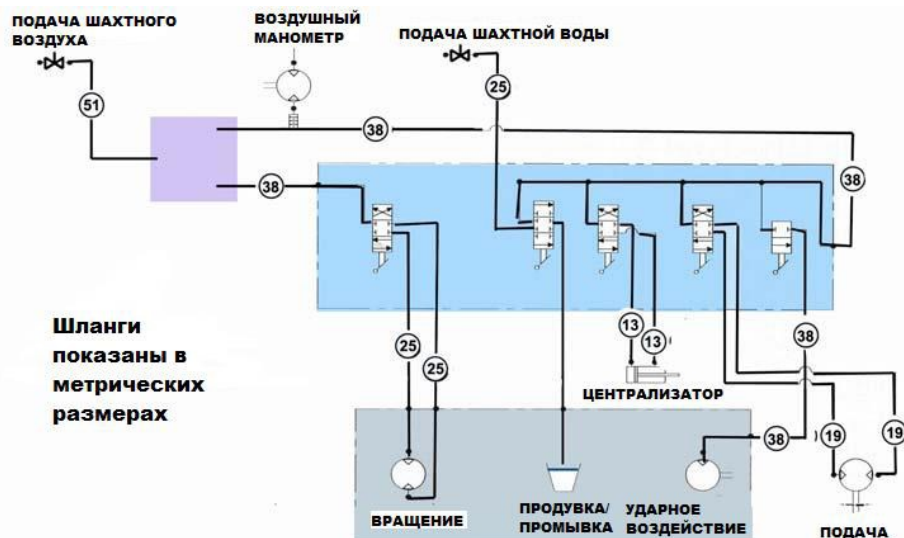 ПОДАЧА ШАХТНОГО
ВОЗДУХА
ВОЗДУШНЫЙ
МАНОМЕТР
ПОДАЧА ШАХТНОЙ ВОДЫ
51
25
38
38
38
Шланги
показаны в
метрических
размерах
25
25
13
13
38
ЦЕНТРАЛИЗАТОР
38
19
19
ВРАЩЕНИЕ
ПРОДУВКА/
ПРОМЫВКА
УДАРНОЕ
ВОЗДЕЙСТВИЕ
ПОДАЧА